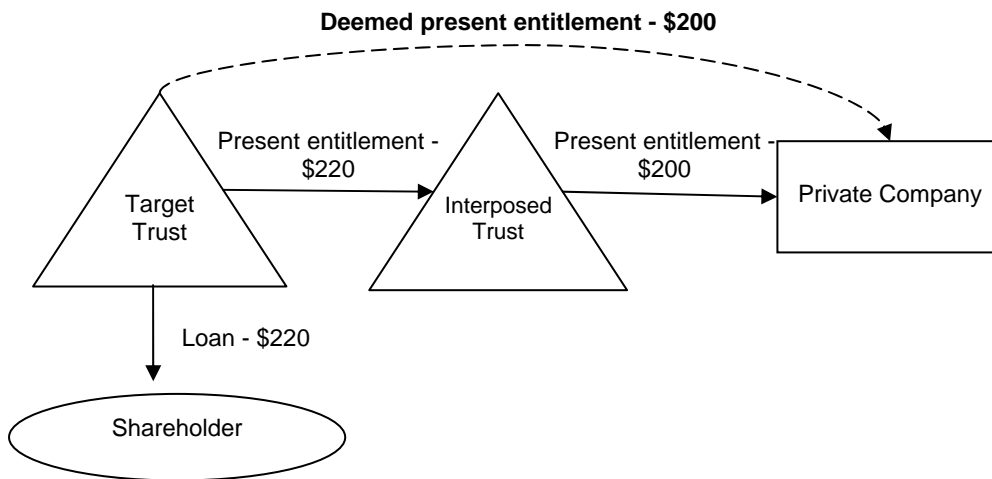 Deemed present entitlement - $200
Present entitlement -
$220
Present entitlement -
$200
Target
Trust
Interposed
Trust
Private Company
Loan - $220
Shareholder